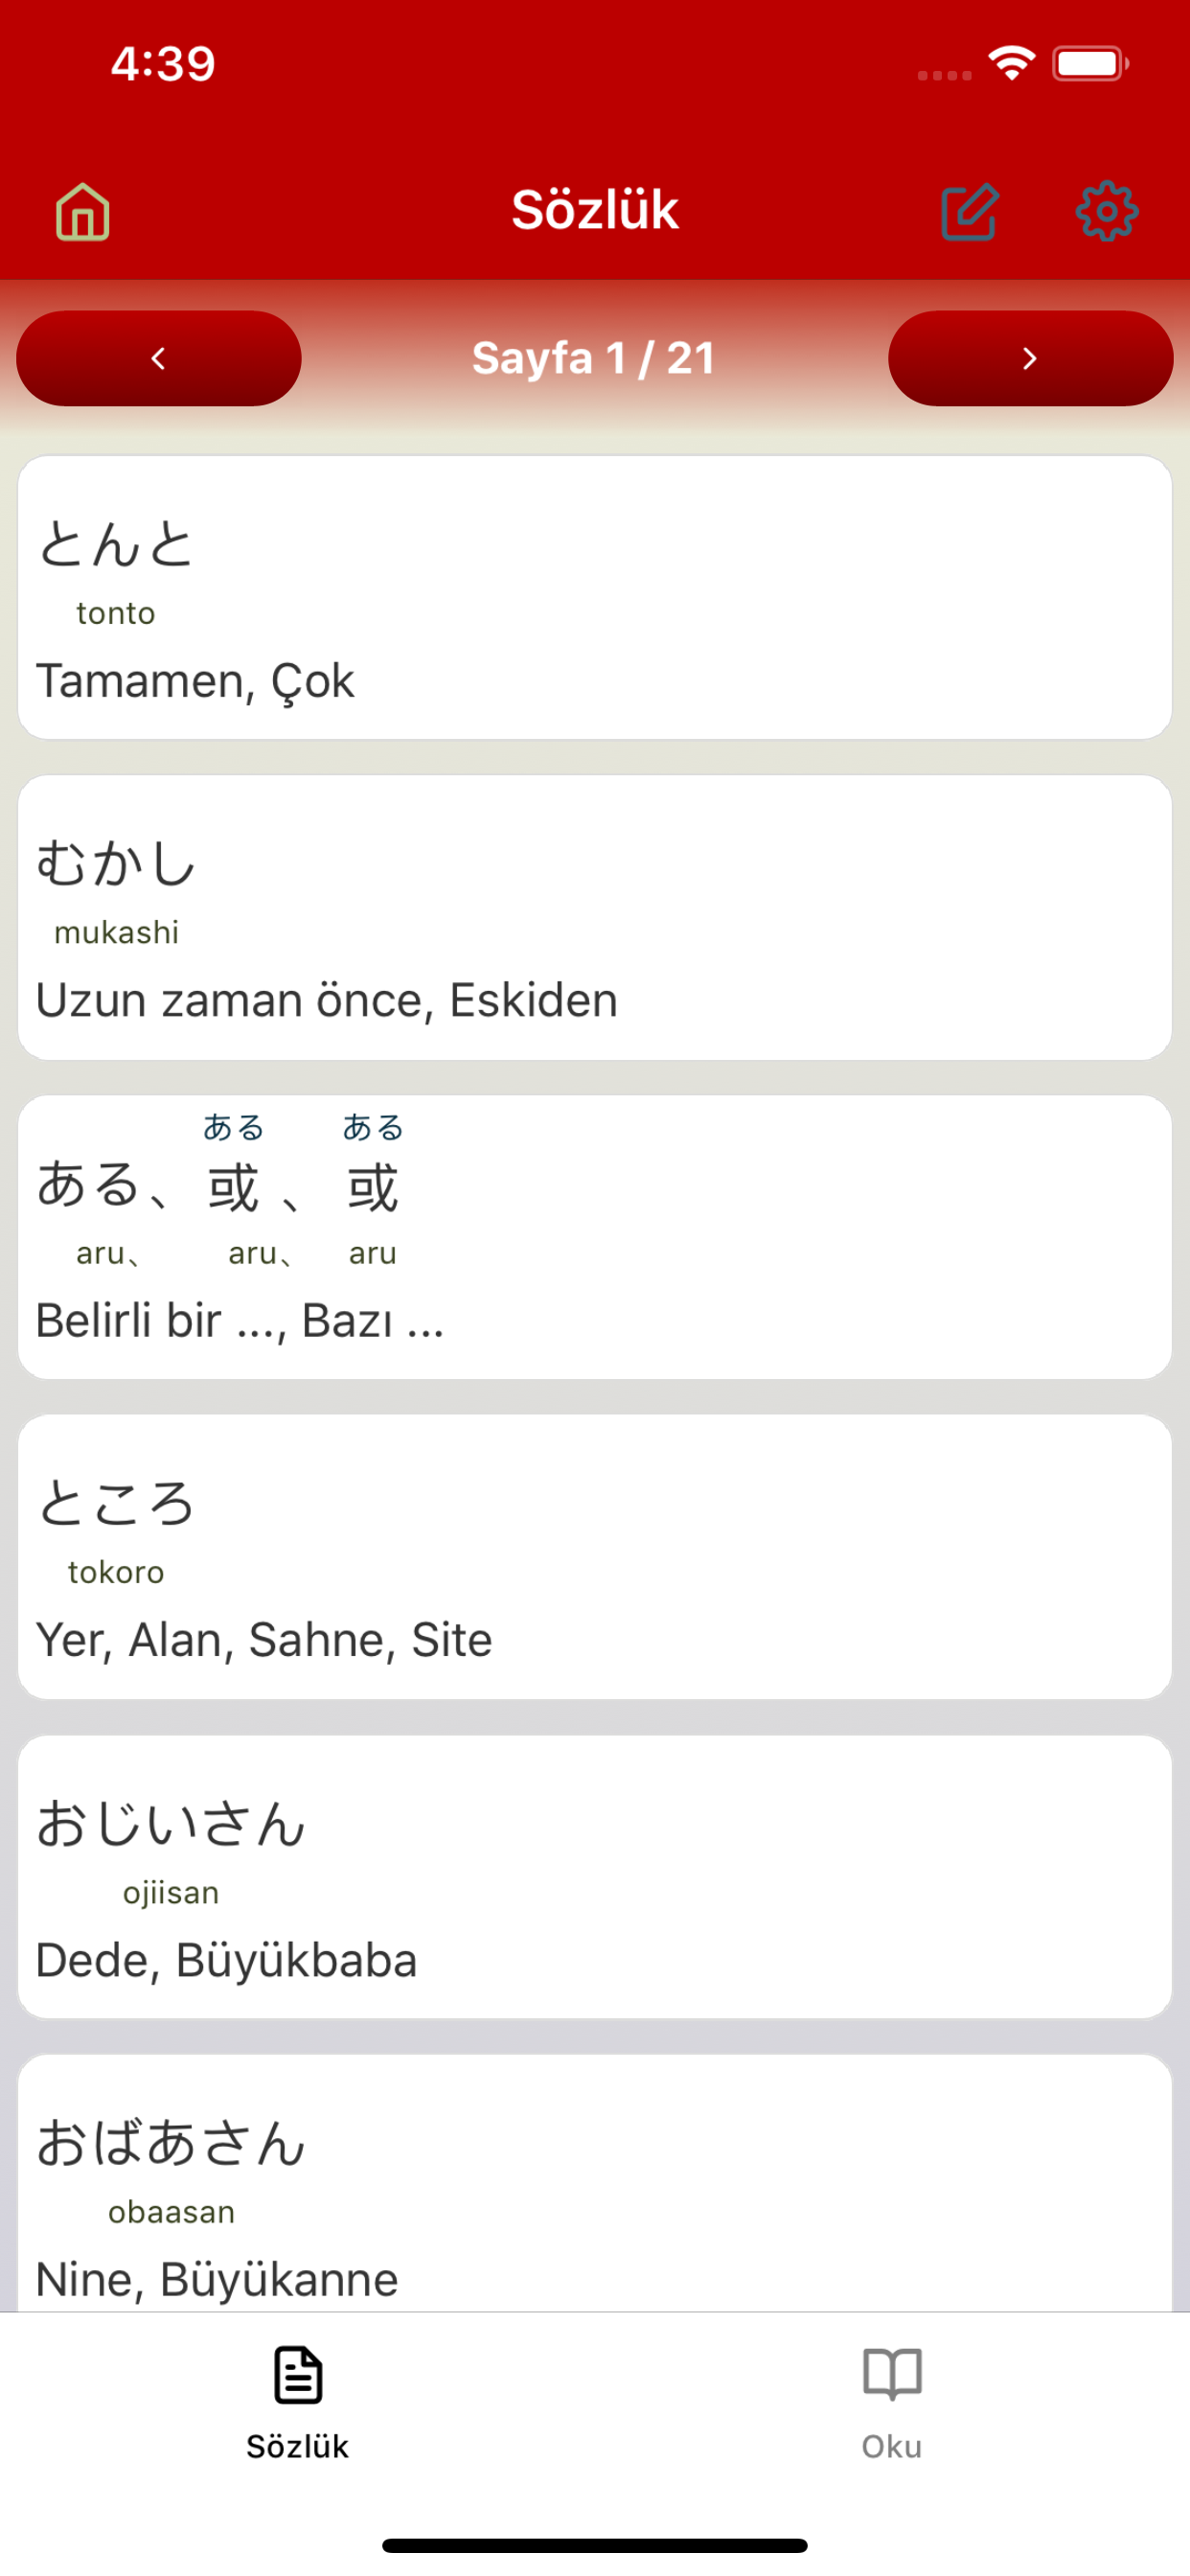 4:39
Sözlük
Sayfa 1 / 21
とんと
tonto
Tamamen, Çok
むかし
mukashi
Uzun zaman önce, Eskiden
ある ある
ある、或、或
aru、 aru、 aru
Belirli bir ..., Bazı ...
ところ
tokoro
Yer, Alan, Sahne, Site
おじいさん
ojiisan
Dede, Büyükbaba
おばあさん
obaasan
Nine, Büyükanne
Sözlük
Oku